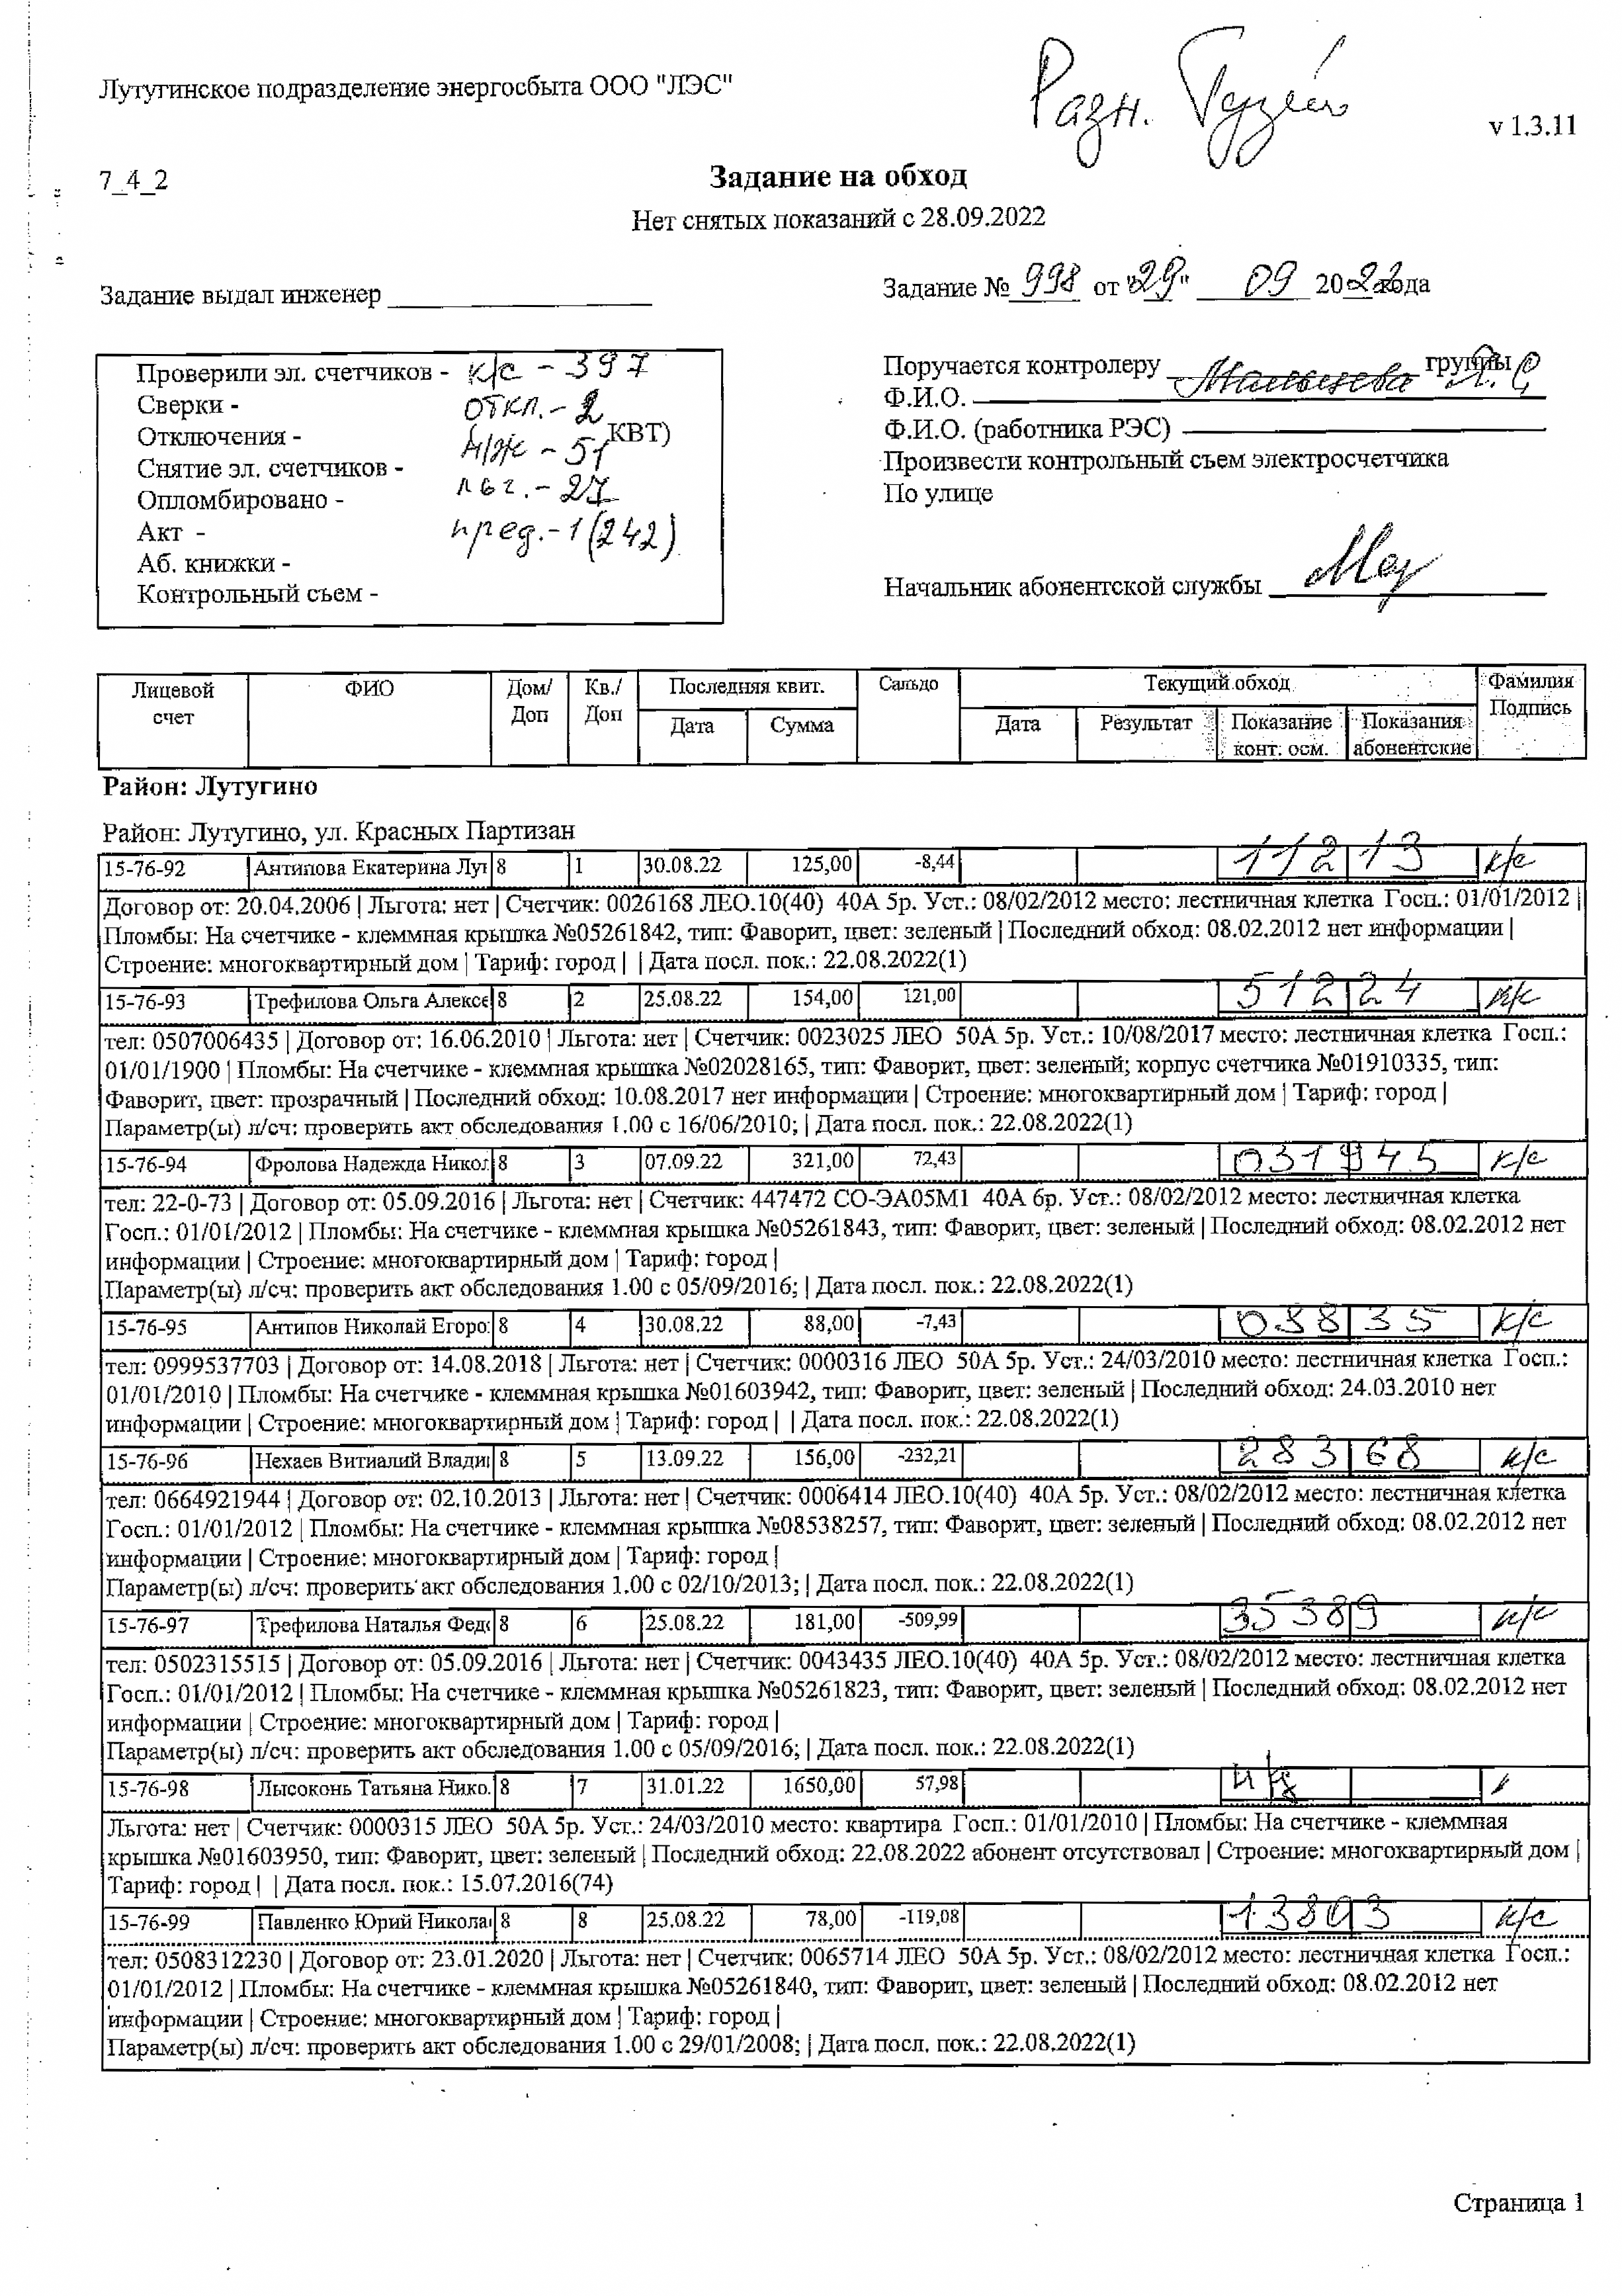 Лутугинское подразделение энергосбыта ООО "ЛЭС"
Разн.
v 1.3.11
7_4_2
Задание на обход
Нет снятых показаний с 28.09.2022
Задание выдал инженер
Задание № 998 от "29" 09 2022 года
Проверили эл. счетчиков - к/с - 397
Сверки - откл. - 2
Отключения - н/ж - 51 КВТ)
Снятие эл. счетчиков -
Опломбировано - льг. - 27
Акт - пред. - 1 (242)
Аб. книжки -
Контрольный съем -
Поручается контролеру группы
Ф.И.О.
Ф.И.О. (работника РЭС)
Произвести контрольный съем электросчетчика
По улице
Начальник абонентской службы
Лицевой счет ФИО Дом/ Доп Кв./ Доп Последняя квит. Сальдо Текущий обход Фамилия Подпись
Дата Сумма Дата Результат Показание конт. осм. Показания абонентские
Район: Лутугино
Район: Лутугино, ул. Красных Партизан
15-76-92 Антипова Екатерина Лут 8 1 30.08.22 125,00 -8,44 11213 к/с
Договор от: 20.04.2006 | Льгота: нет | Счетчик: 0026168 ЛЕО.10(40) 40А 5р. Уст.: 08/02/2012 место: лестничная клетка Госп.: 01/01/2012 |
Пломбы: На счетчике - клеммная крышка №05261842, тип: Фаворит, цвет: зеленый | Последний обход: 08.02.2012 нет информации |
Строение: многоквартирный дом | Тариф: город | | Дата посл. пок.: 22.08.2022(1)
15-76-93 Трефилова Ольга Алексе 8 2 25.08.22 154,00 121,00 51224 к/с
тел: 0507006435 | Договор от: 16.06.2010 | Льгота: нет | Счетчик: 0023025 ЛЕО 50А 5р. Уст.: 10/08/2017 место: лестничная клетка Госп.:
01/01/1900 | Пломбы: На счетчике - клеммная крышка №02028165, тип: Фаворит, цвет: зеленый; корпус счетчика №01910335, тип:
Фаворит, цвет: прозрачный | Последний обход: 10.08.2017 нет информации | Строение: многоквартирный дом | Тариф: город |
Параметр(ы) л/сч: проверить акт обследования 1.00 с 16/06/2010; | Дата посл. пок.: 22.08.2022(1)
15-76-94 Фролова Надежда Никол 8 3 07.09.22 321,00 72,43 031945 к/с
тел: 22-0-73 | Договор от: 05.09.2016 | Льгота: нет | Счетчик: 447472 СО-ЭА05М1 40А 6р. Уст.: 08/02/2012 место: лестничная клетка
Госп.: 01/01/2012 | Пломбы: На счетчике - клеммная крышка №05261843, тип: Фаворит, цвет: зеленый | Последний обход: 08.02.2012 нет
информации | Строение: многоквартирный дом | Тариф: город |
Параметр(ы) л/сч: проверить акт обследования 1.00 с 05/09/2016; | Дата посл. пок.: 22.08.2022(1)
15-76-95 Антипов Николай Егоро 8 4 30.08.22 88,00 -7,43 03835 к/с
тел: 0999537703 | Договор от: 14.08.2018 | Льгота: нет | Счетчик: 0000316 ЛЕО 50А 5р. Уст.: 24/03/2010 место: лестничная клетка Госп.:
01/01/2010 | Пломбы: На счетчике - клеммная крышка №01603942, тип: Фаворит, цвет: зеленый | Последний обход: 24.03.2010 нет
информации | Строение: многоквартирный дом | Тариф: город | | Дата посл. пок.: 22.08.2022(1)
15-76-96 Нехаев Витиалий Влади 8 5 13.09.22 156,00 -232,21 28368 к/с
тел: 0664921944 | Договор от: 02.10.2013 | Льгота: нет | Счетчик: 0006414 ЛЕО.10(40) 40А 5р. Уст.: 08/02/2012 место: лестничная клетка
Госп.: 01/01/2012 | Пломбы: На счетчике - клеммная крышка №08538257, тип: Фаворит, цвет: зеленый | Последний обход: 08.02.2012 нет
информации | Строение: многоквартирный дом | Тариф: город |
Параметр(ы) л/сч: проверить акт обследования 1.00 с 02/10/2013; | Дата посл. пок.: 22.08.2022(1)
15-76-97 Трефилова Наталья Фед 8 6 25.08.22 181,00 -509,99 35389 к/с
тел: 0502315515 | Договор от: 05.09.2016 | Льгота: нет | Счетчик: 0043435 ЛЕО.10(40) 40А 5р. Уст.: 08/02/2012 место: лестничная клетка
Госп.: 01/01/2012 | Пломбы: На счетчике - клеммная крышка №05261823, тип: Фаворит, цвет: зеленый | Последний обход: 08.02.2012 нет
информации | Строение: многоквартирный дом | Тариф: город |
Параметр(ы) л/сч: проверить акт обследования 1.00 с 05/09/2016; | Дата посл. пок.: 22.08.2022(1)
15-76-98 Лысоконь Татьяна Нико. 8 7 31.01.22 1650,00 57,98
Льгота: нет | Счетчик: 0000315 ЛЕО 50А 5р. Уст.: 24/03/2010 место: квартира Госп.: 01/01/2010 | Пломбы: На счетчике - клеммная
крышка №01603950, тип: Фаворит, цвет: зеленый | Последний обход: 22.08.2022 абонент отсутствовал | Строение: многоквартирный дом |
Тариф: город | | Дата посл. пок.: 15.07.2016(74)
15-76-99 Павленко Юрий Никола 8 8 25.08.22 78,00 -119,08 13803 к/с
тел: 0508312230 | Договор от: 23.01.2020 | Льгота: нет | Счетчик: 0065714 ЛЕО 50А 5р. Уст.: 08/02/2012 место: лестничная клетка Госп.:
01/01/2012 | Пломбы: На счетчике - клеммная крышка №05261840, тип: Фаворит, цвет: зеленый | Последний обход: 08.02.2012 нет
информации | Строение: многоквартирный дом | Тариф: город |
Параметр(ы) л/сч: проверить акт обследования 1.00 с 29/01/2008; | Дата посл. пок.: 22.08.2022(1)
Страница 1